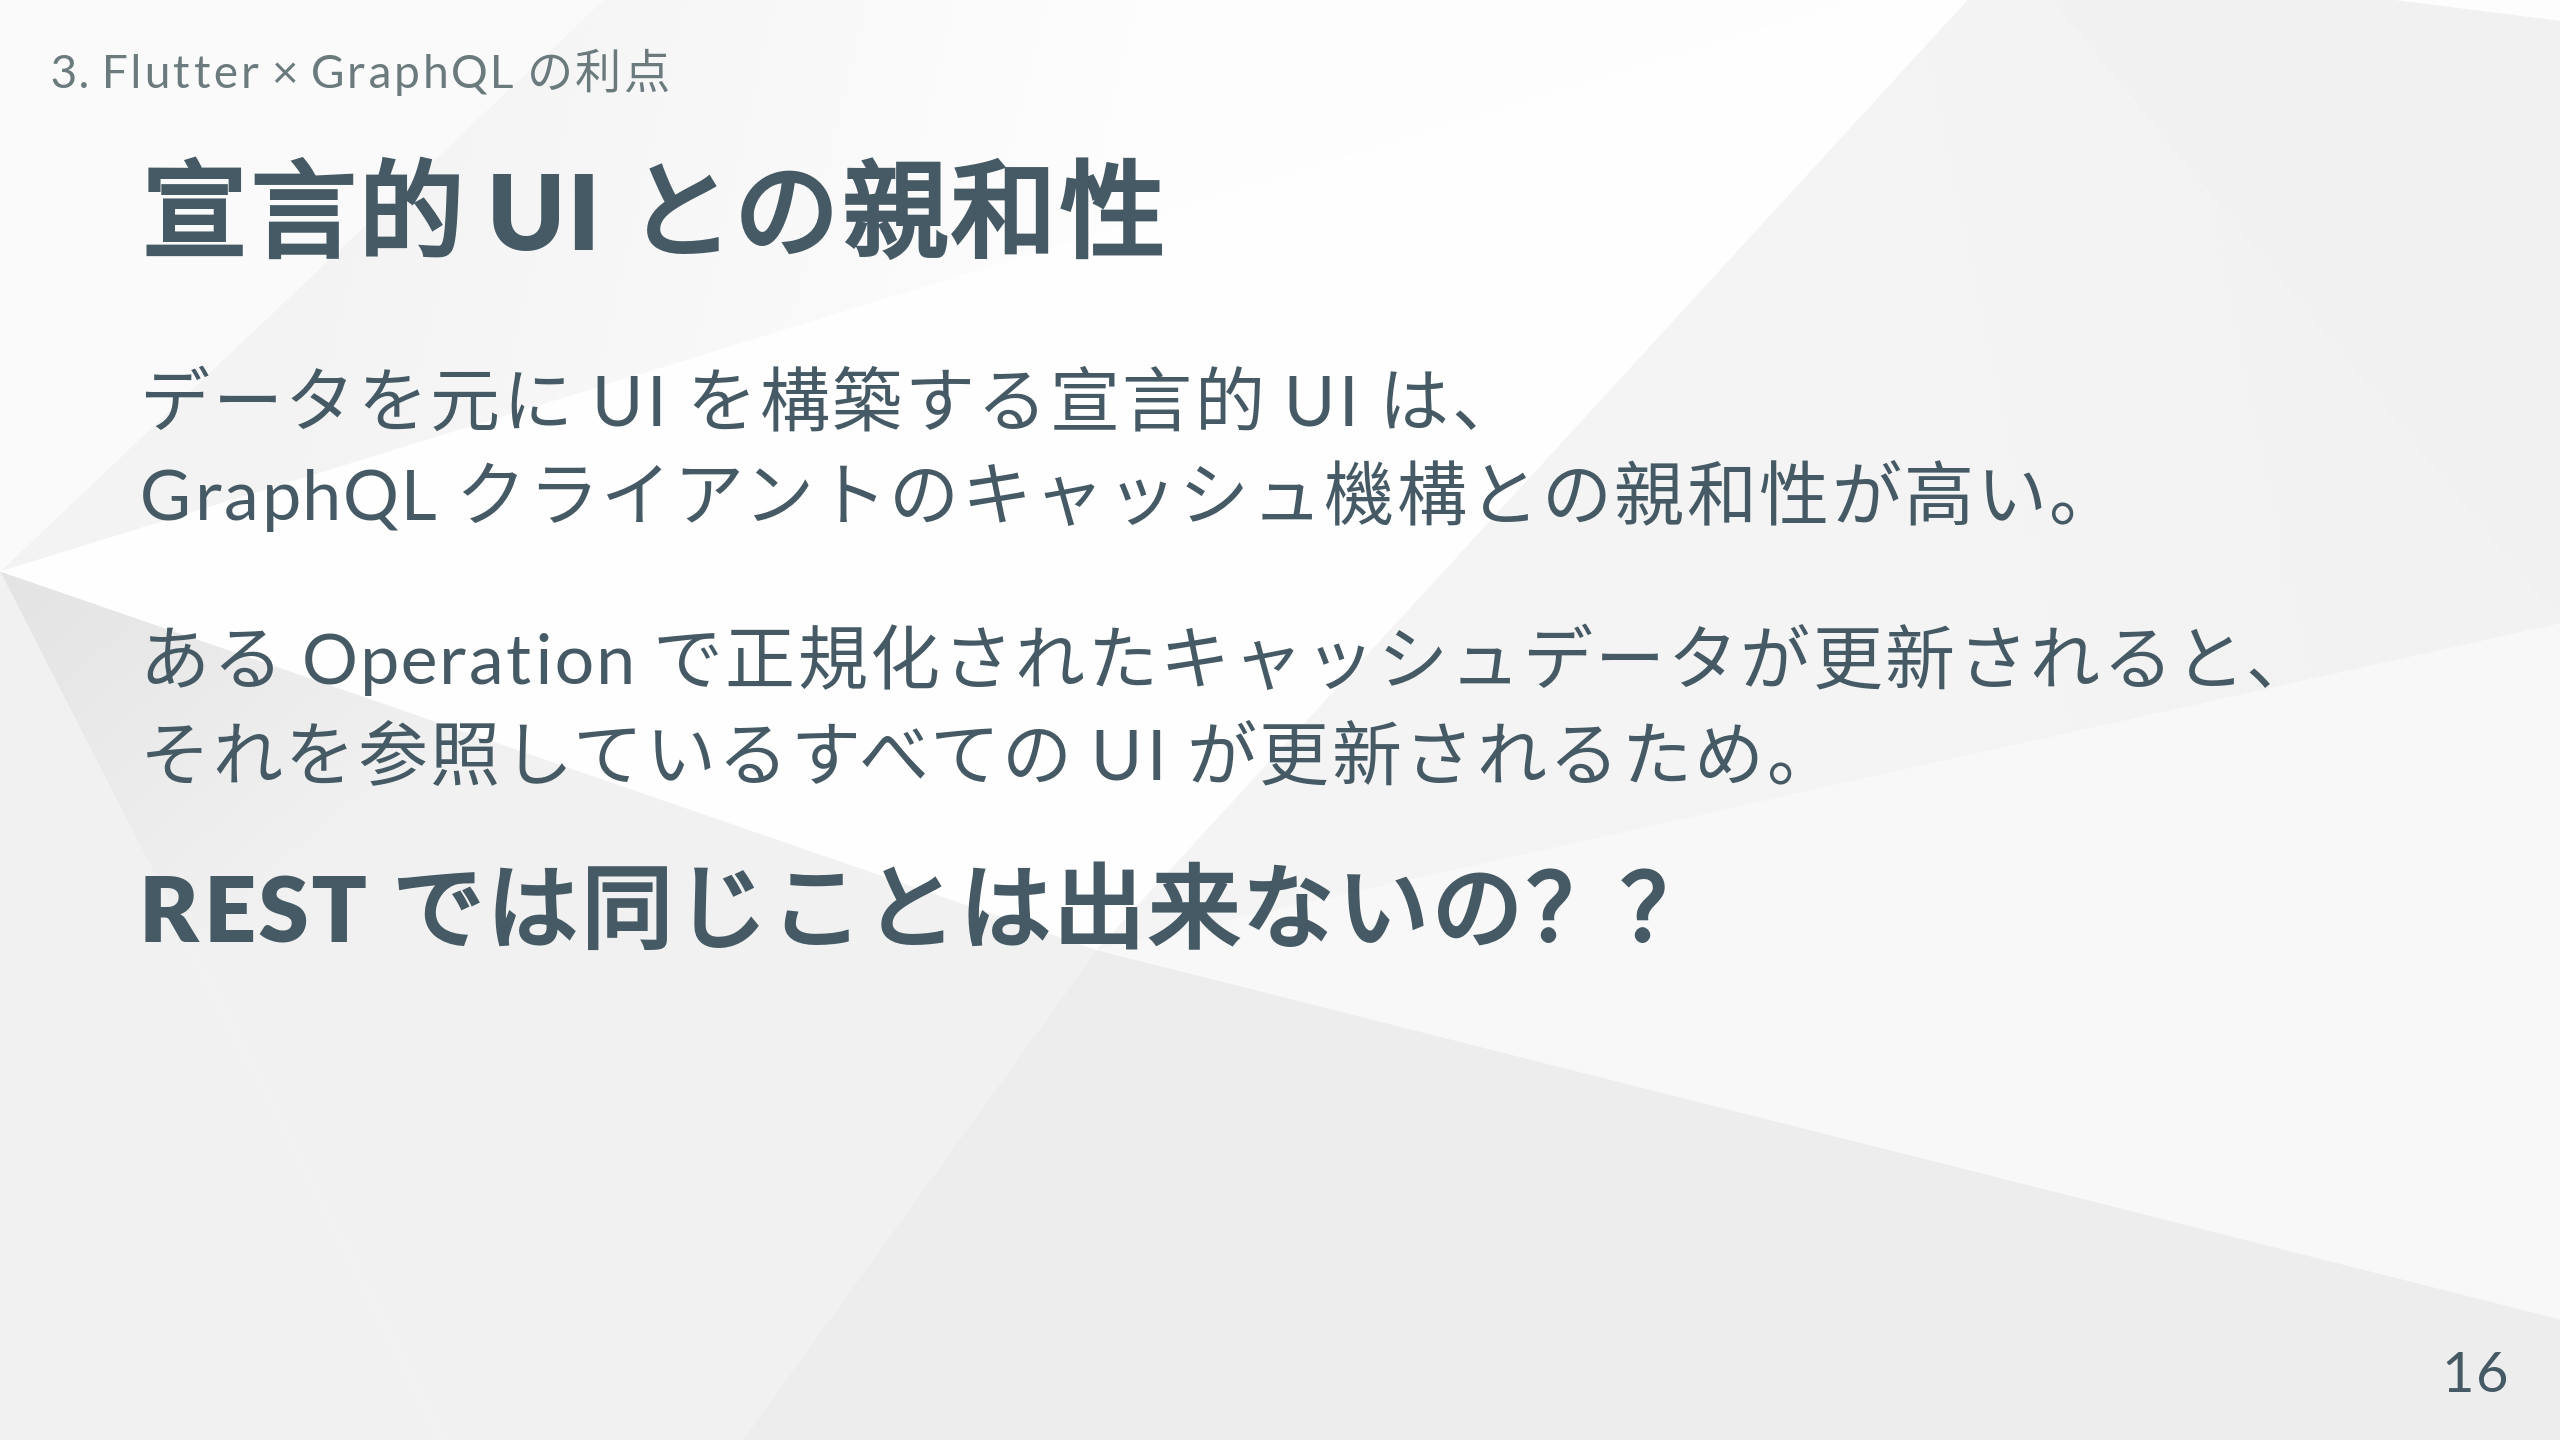 3. Flutter × GraphQL の利点
宣言的 UI との親和性
データを元に UI を構築する宣言的 UI は、
GraphQL クライアントのキャッシュ機構との親和性が高い。
ある Operation で正規化されたキャッシュデータが更新されると、
それを参照しているすべての UI が更新されるため。
REST では同じことは出来ないの？？
16